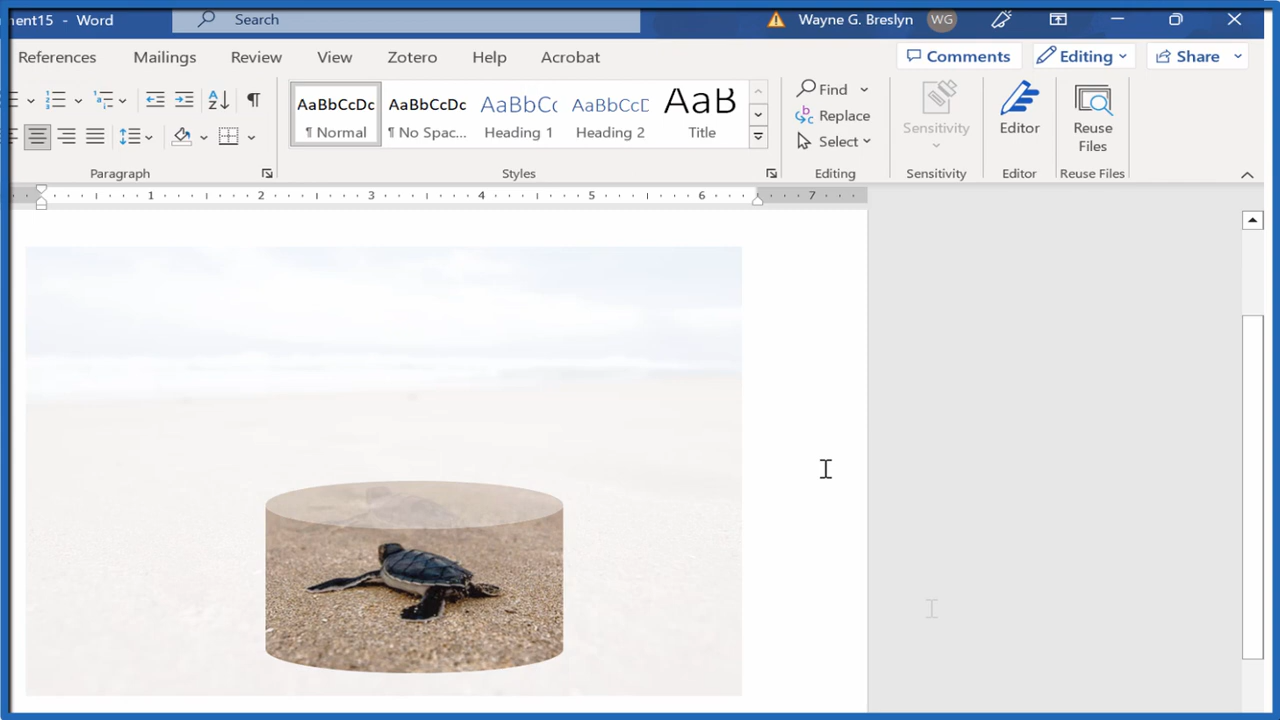 ment15 - Word Search Wayne G. Breslyn WG
References Mailings Review View Zotero Help Acrobat Comments Editing Share
AaBbCcDc AaBbCcDc AaBbCc AaBbCcD AaB
¶ Normal ¶ No Spac... Heading 1 Heading 2 Title
Find
Replace
Select
Sensitivity
Editor
Reuse
Files
Paragraph Styles Editing Sensitivity Editor Reuse Files
1 2 3 4 5 6 7